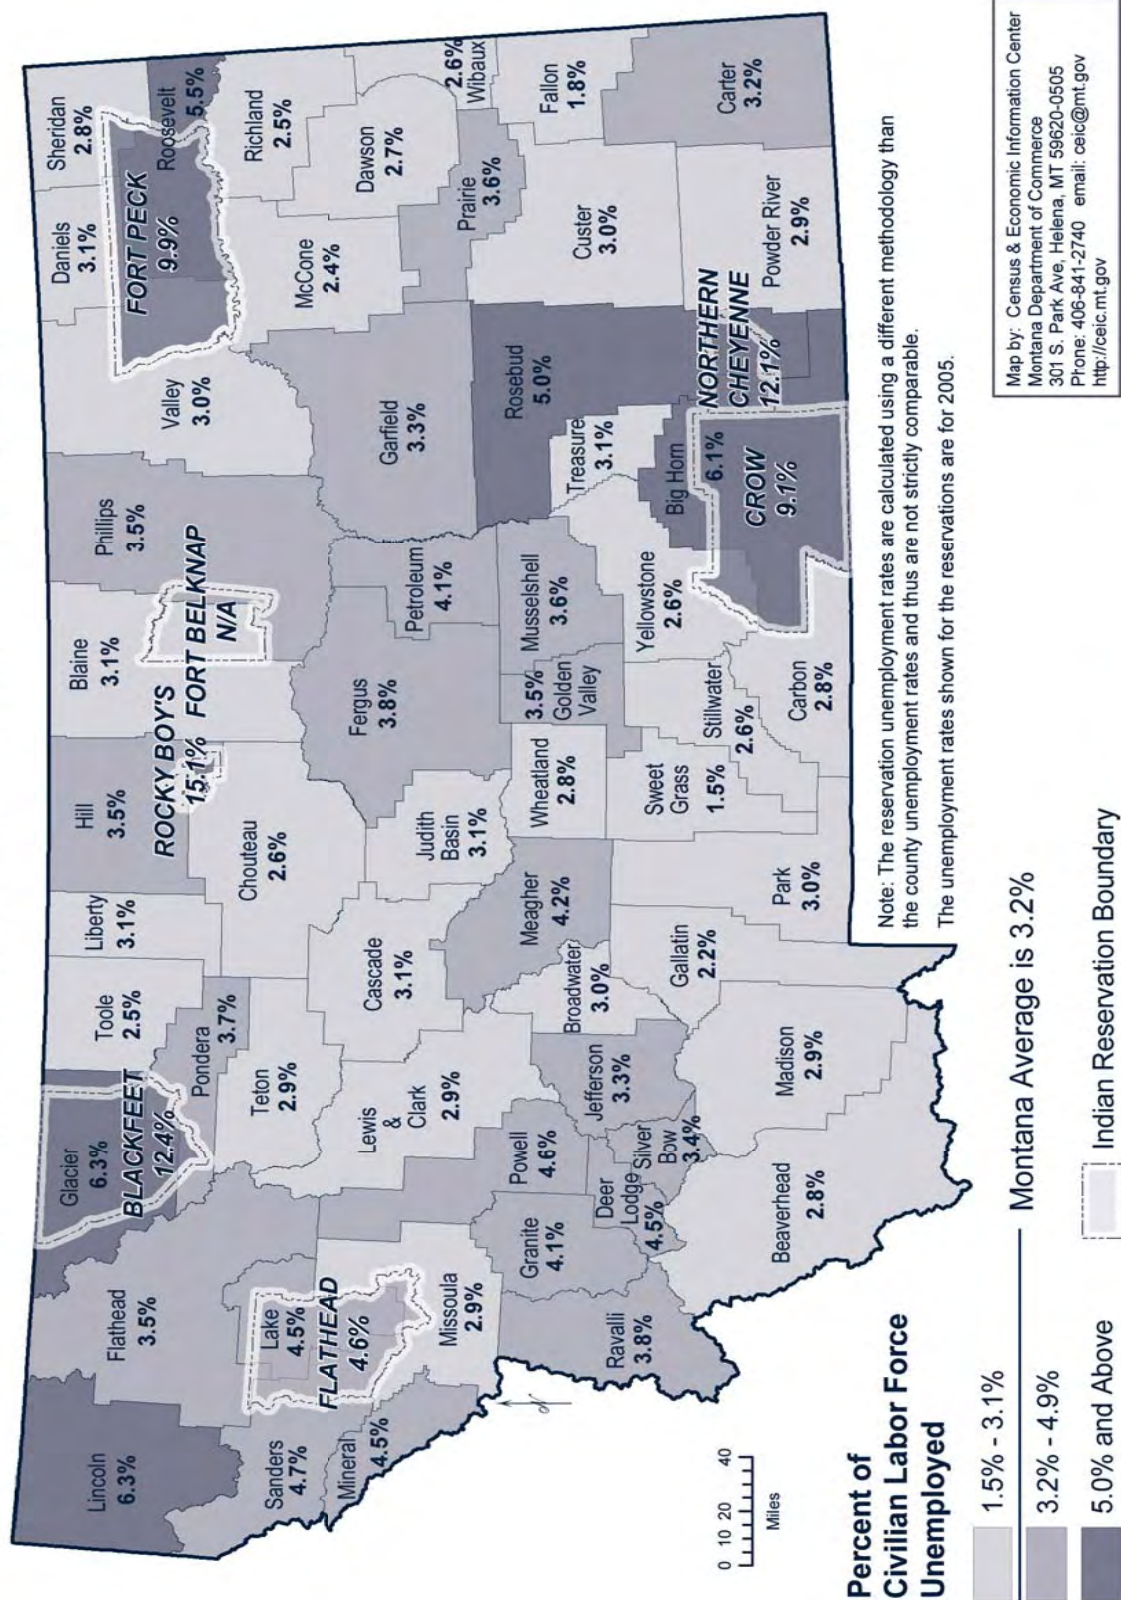 Lincoln
6.3%
Flathead
3.5%
Glacier
6.3%
BLACKFEET
12.4%
Toole
2.5%
Liberty
3.1%
Hill
3.5%
Blaine
3.1%
Phillips
3.5%
Valley
3.0%
Daniels
3.1%
Sheridan
2.8%
FORT PECK
9.9%
Roosevelt
5.5%
Pondera
3.7%
ROCKY BOY'S
15.1%
FORT BELKNAP
N/A
Sanders
4.7%
Lake
4.5%
FLATHEAD
4.6%
Teton
2.9%
Chouteau
2.6%
Richland
2.5%
McCone
2.4%
Mineral
4.5%
Missoula
2.9%
Lewis
&
Clark
2.9%
Cascade
3.1%
Judith
Basin
3.1%
Fergus
3.8%
Petroleum
4.1%
Garfield
3.3%
Dawson
2.7%
Prairie
3.6%
2.6%
Wibaux
Powell
4.6%
Granite
4.1%
Meagher
4.2%
Wheatland
2.8%
3.5%
Golden
Valley
Musselshell
3.6%
Rosebud
5.0%
Treasure
3.1%
Custer
3.0%
Fallon
1.8%
Ravalli
3.8%
Deer
Lodge
4.5%
Silver
Bow
3.4%
Jefferson
3.3%
Broadwater
3.0%
Gallatin
2.2%
Park
3.0%
Sweet
Grass
1.5%
Stillwater
2.6%
Yellowstone
2.6%
Big Horn
6.1%
CROW
9.1%
NORTHERN
CHEYENNE
12.1%
Powder River
2.9%
Carter
3.2%
Beaverhead
2.8%
Madison
2.9%
Carbon
2.8%
N
0 10 20 40
Miles
Note: The reservation unemployment rates are calculated using a different methodology than
the county unemployment rates and thus are not strictly comparable.
The unemployment rates shown for the reservations are for 2005.
Percent of
Civilian Labor Force
Unemployed
1.5% - 3.1%
Montana Average is 3.2%
3.2% - 4.9%
5.0% and Above
Indian Reservation Boundary
Map by: Census & Economic Information Center
Montana Department of Commerce
301 S. Park Ave, Helena, MT 59620-0505
Phone: 406-841-2740 email: ceic@mt.gov
http://ceic.mt.gov